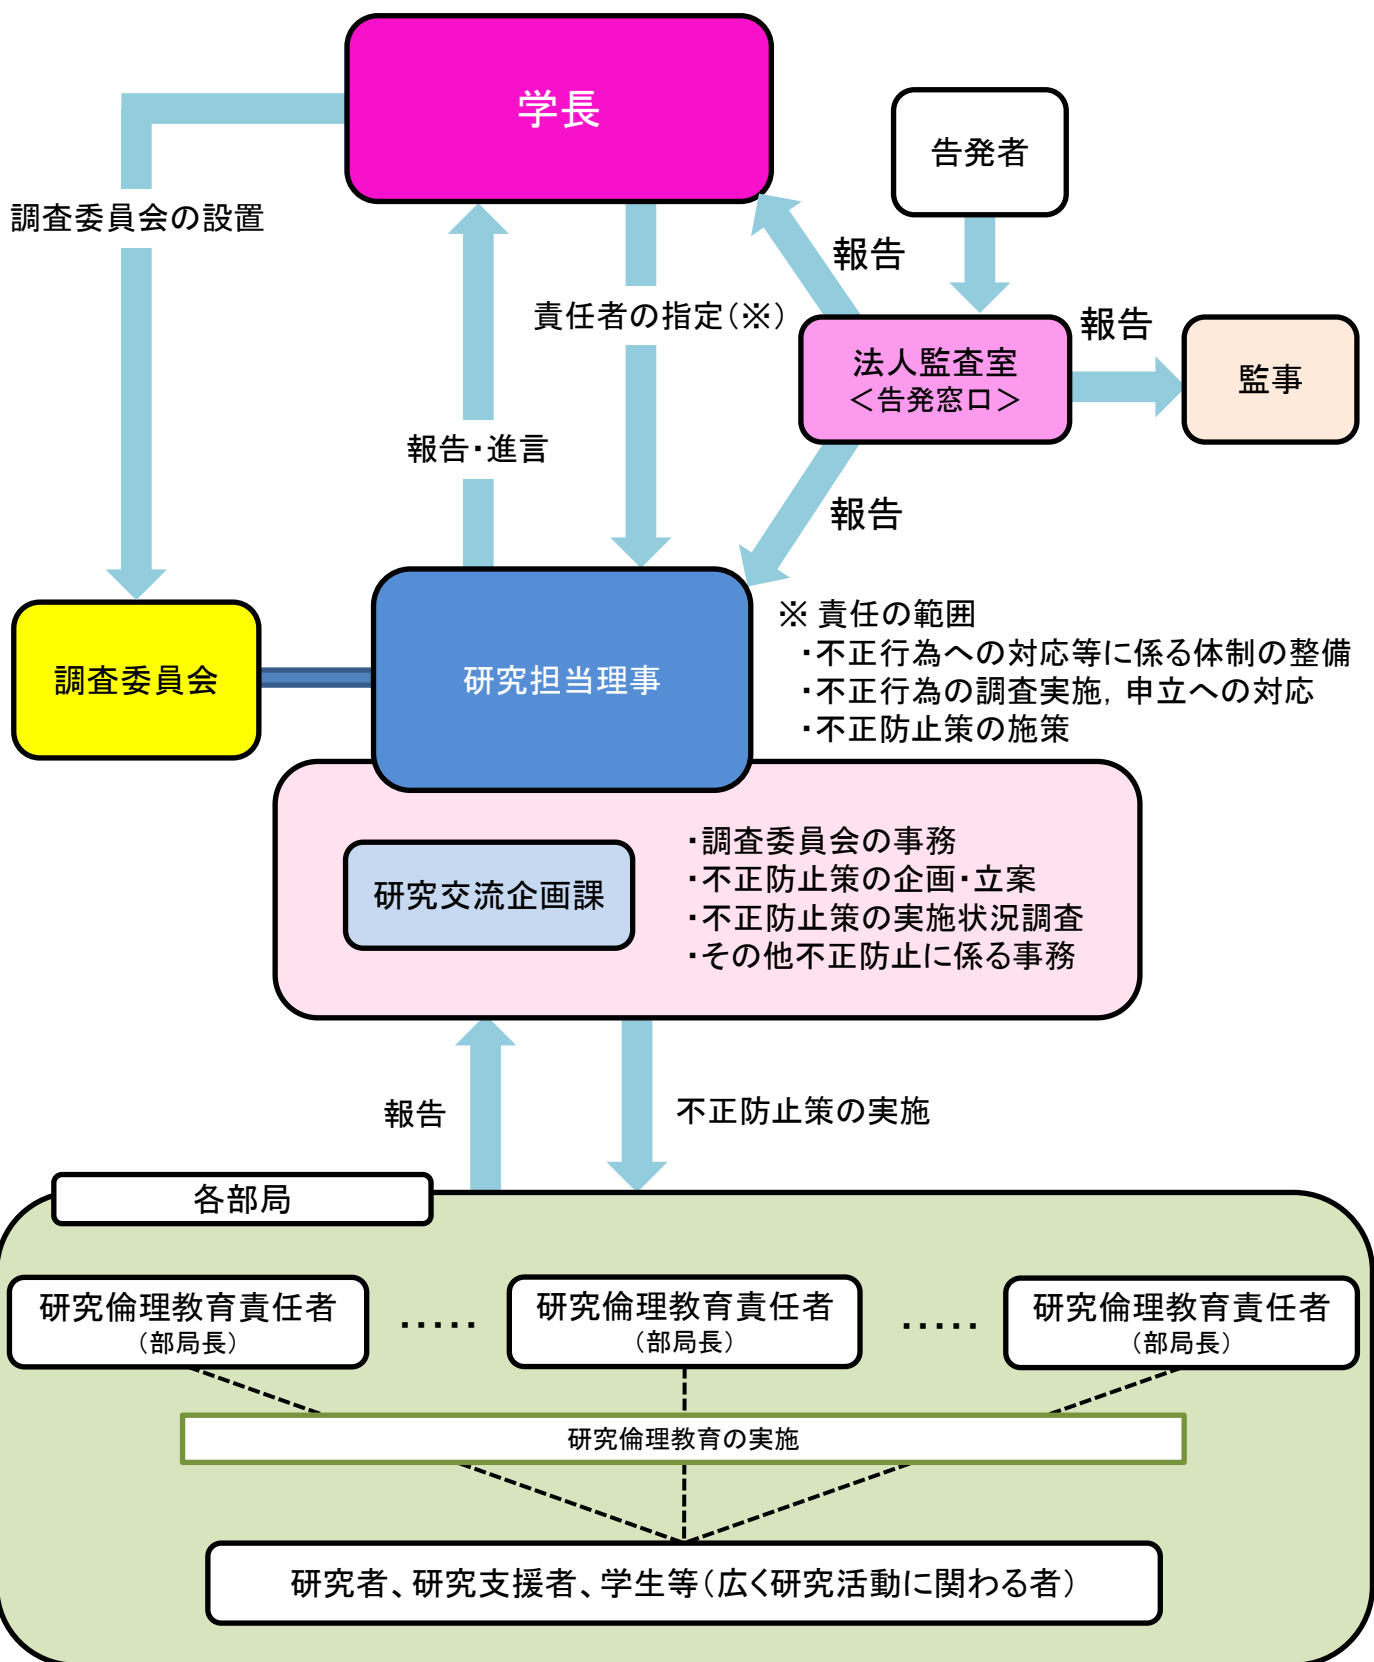 学長
告発者
調査委員会の設置
報告
責任者の指定(※)
報告
法人監査室
＜告発窓口＞
監事
報告・進言
報告
調査委員会
研究担当理事
※ 責任の範囲
・不正行為への対応等に係る体制の整備
・不正行為の調査実施，申立への対応
・不正防止策の施策
研究交流企画課
・調査委員会の事務
・不正防止策の企画・立案
・不正防止策の実施状況調査
・その他不正防止に係る事務
報告
不正防止策の実施
各部局
研究倫理教育責任者
(部局長)
・・・・・
研究倫理教育責任者
(部局長)
・・・・・
研究倫理教育責任者
(部局長)
研究倫理教育の実施
研究者、研究支援者、学生等(広く研究活動に関わる者)